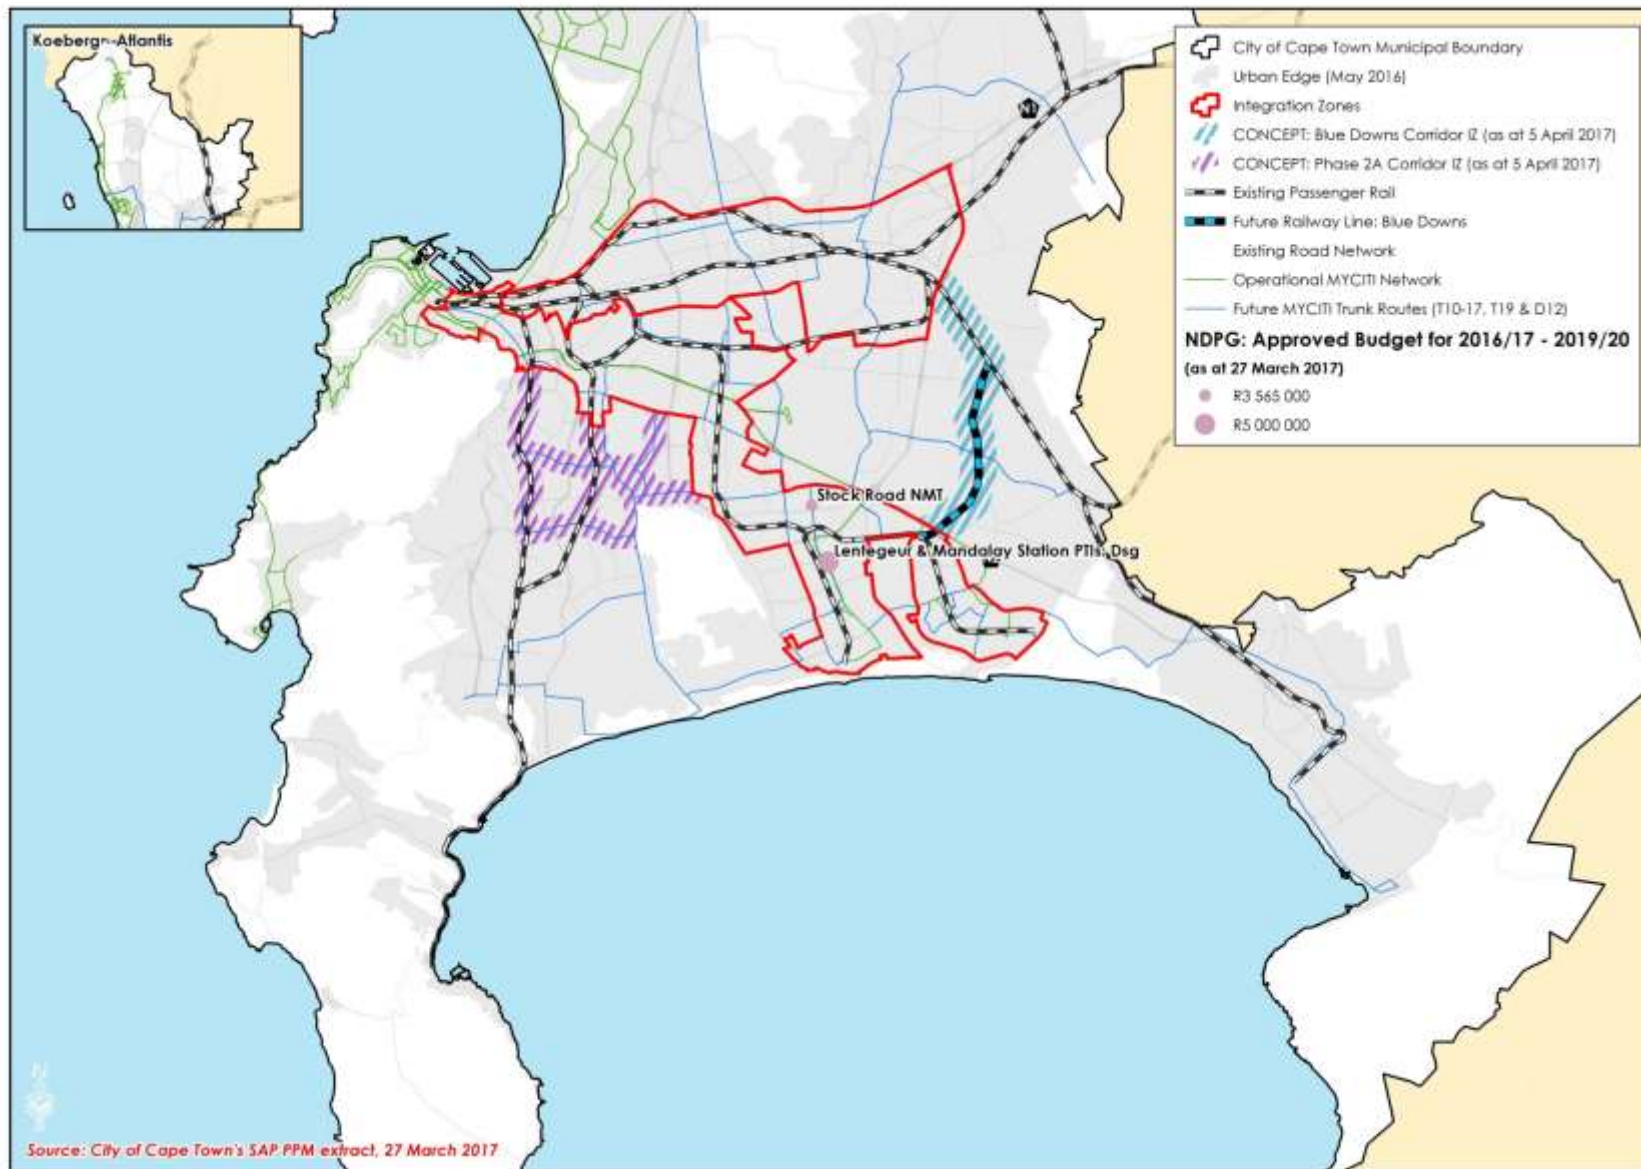 Koeberg-Atlantis
City of Cape Town Municipal Boundary
Urban Edge (May 2016)
Integration Zones
CONCEPT: Blue Downs Corridor IZ (as at 5 April 2017)
CONCEPT: Phase 2A Corridor IZ (as at 5 April 2017)
Existing Passenger Rail
Future Railway Line: Blue Downs
Existing Road Network
Operational MYCITI Network
Future MYCITI Trunk Routes (T10-17, T19 & D12)
NDPG: Approved Budget for 2016/17 - 2019/20
(as at 27 March 2017)
R3 565 000
R5 000 000
N1
Stock Road NMT
Lentegeur & Mandalay Station PTIs: Dsg
N
Source: City of Cape Town's SAP PPM extract, 27 March 2017